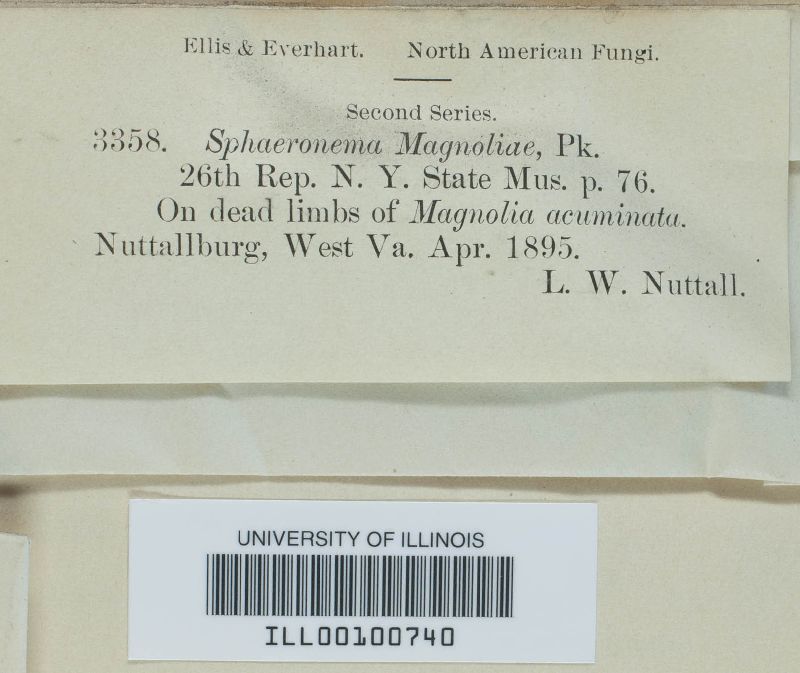 Ellis & Everhart. North American Fungi.
Second Series.
3358. Sphaeronema Magnoliae, Pk.
26th Rep. N. Y. State Mus. p. 76.
On dead limbs of Magnolia acuminata.
Nuttallburg, West Va. Apr. 1895.
L. W. Nuttall.
UNIVERSITY OF ILLINOIS
ILL00100740